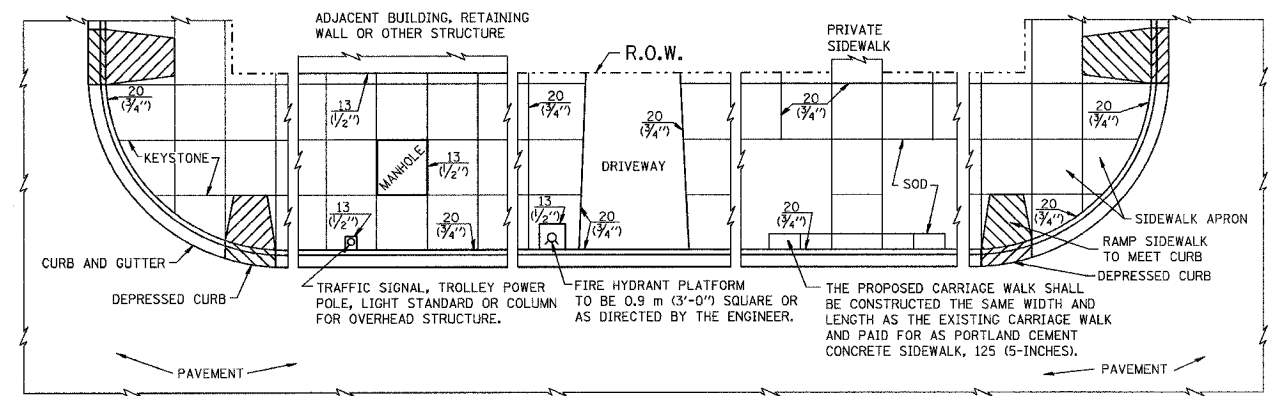 ADJACENT BUILDING, RETAINING
WALL OR OTHER STRUCTURE
R.O.W.
PRIVATE
SIDEWALK
20
(3/4")
13
(1/2")
20
(3/4")
20
(3/4")
20
(3/4")
20
(3/4")
KEYSTONE
MANHOLE
13
(1/2")
DRIVEWAY
SOD
13
(1/2")
20
(3/4")
13
(1/2")
20
(3/4")
20
(3/4")
20
(3/4")
SIDEWALK APRON
RAMP SIDEWALK
TO MEET CURB
DEPRESSED CURB
CURB AND GUTTER
DEPRESSED CURB
TRAFFIC SIGNAL, TROLLEY POWER
POLE, LIGHT STANDARD OR COLUMN
FOR OVERHEAD STRUCTURE.
FIRE HYDRANT PLATFORM
TO BE 0.9 m (3'-0") SQUARE OR
AS DIRECTED BY THE ENGINEER.
THE PROPOSED CARRIAGE WALK SHALL
BE CONSTRUCTED THE SAME WIDTH AND
LENGTH AS THE EXISTING CARRIAGE WALK
AND PAID FOR AS PORTLAND CEMENT
CONCRETE SIDEWALK, 125 (5-INCHES).
PAVEMENT
PAVEMENT